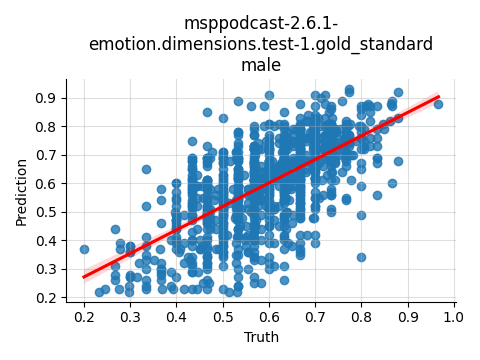 msppodcast-2.6.1-
emotion.dimensions.test-1.gold_standard
male
0.9
0.8
0.7
0.6
0.5
0.4
0.3
0.2
Prediction
0.2 0.3 0.4 0.5 0.6 0.7 0.8 0.9 1.0
Truth